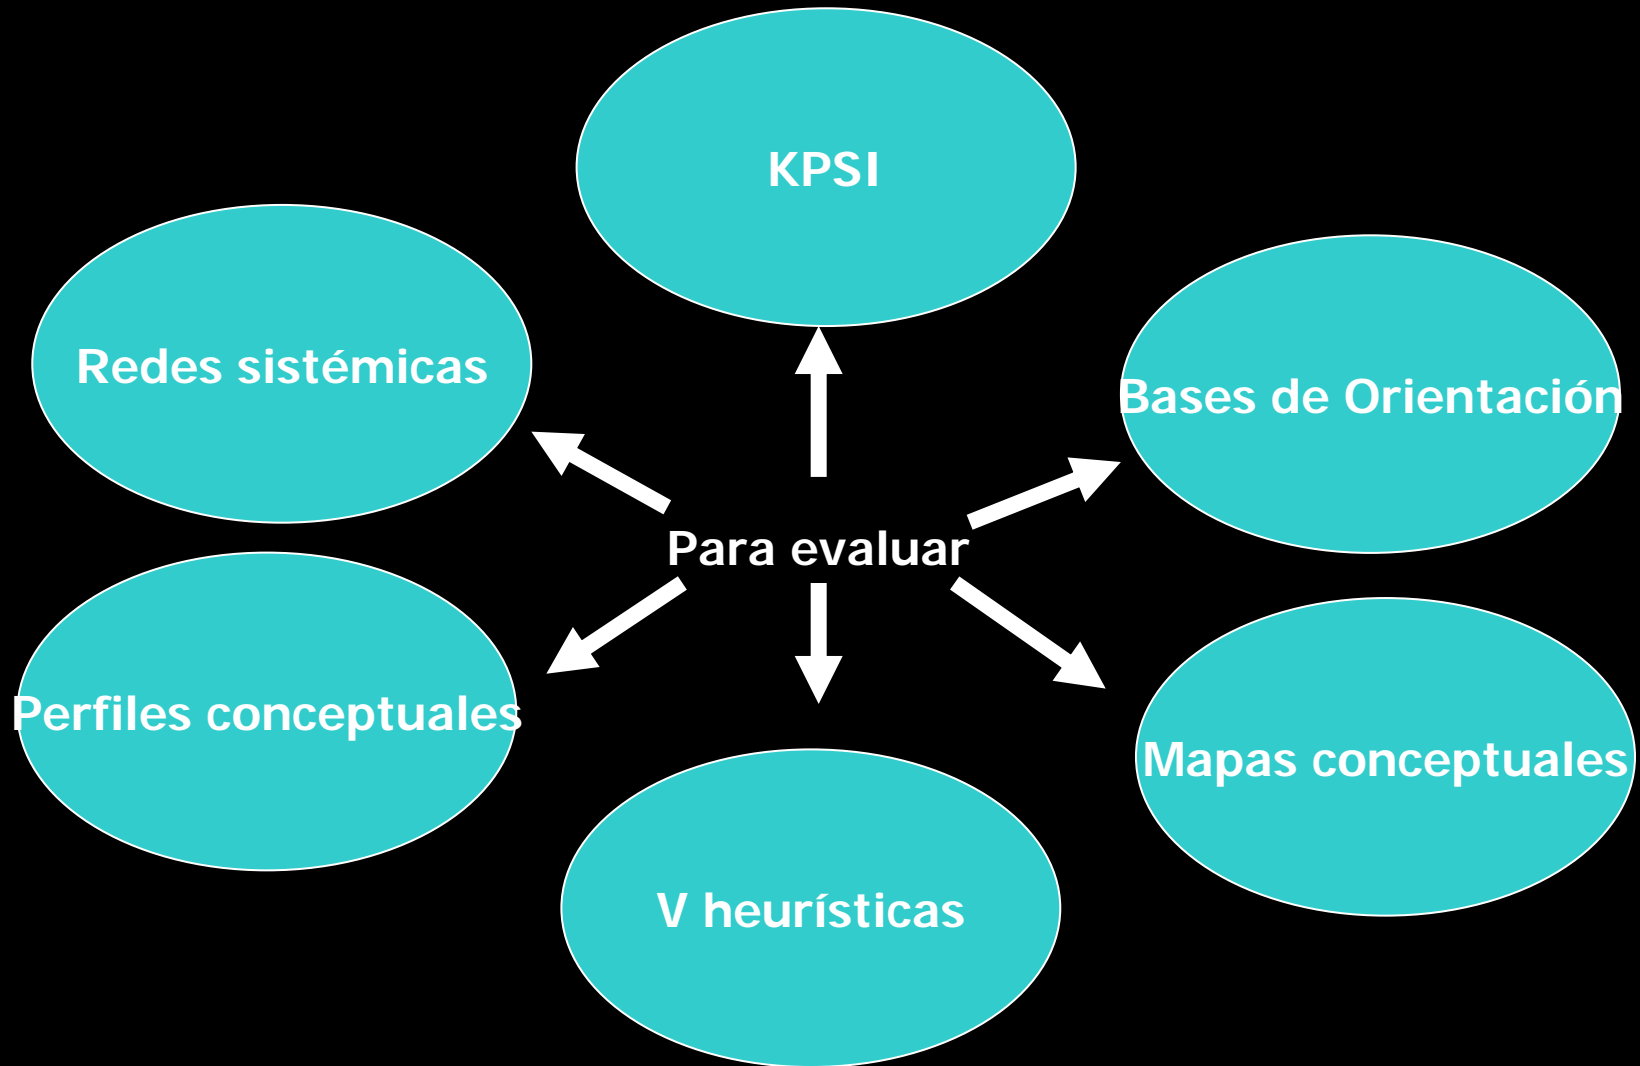 KPSI
Redes sistémicas
Bases de Orientación
Para evaluar
Perfiles conceptuales
Mapas conceptuales
V heurísticas